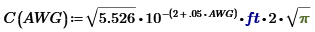 C(AWG) := √5.526 • 10^-(2 + .05 • AWG) • ft • 2 • √π